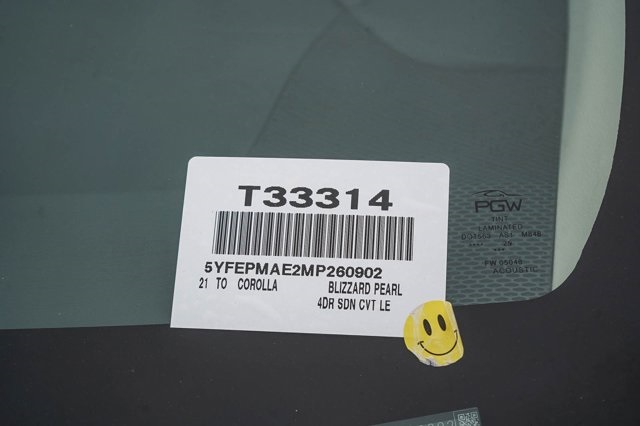 T33314
5YFEPMAE2MP260902
21 TO COROLLA BLIZZARD PEARL
4DR SDN CVT LE
PGW
TINT
LAMINATED
ACOUSTIC